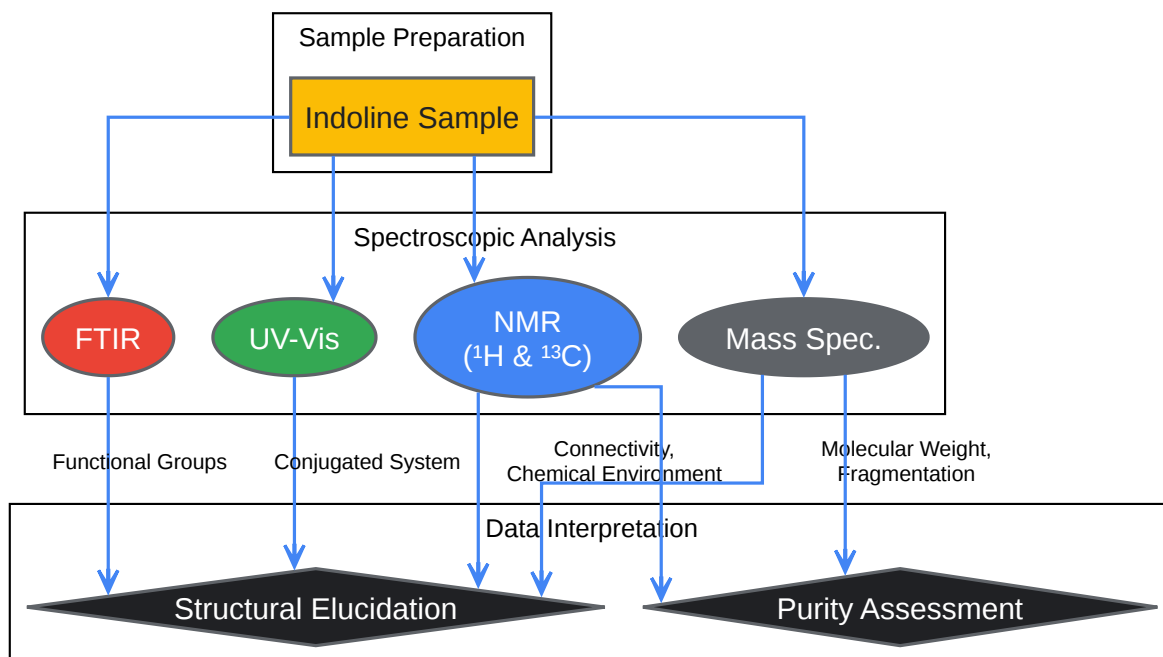 Sample Preparation
Indoline Sample
Spectroscopic Analysis
FTIR
UV-Vis
NMR
(¹H & ¹³C)
Mass Spec.
Functional Groups
Conjugated System
Connectivity,
Chemical Environment
Molecular Weight,
Fragmentation
Data Interpretation
Structural Elucidation
Purity Assessment